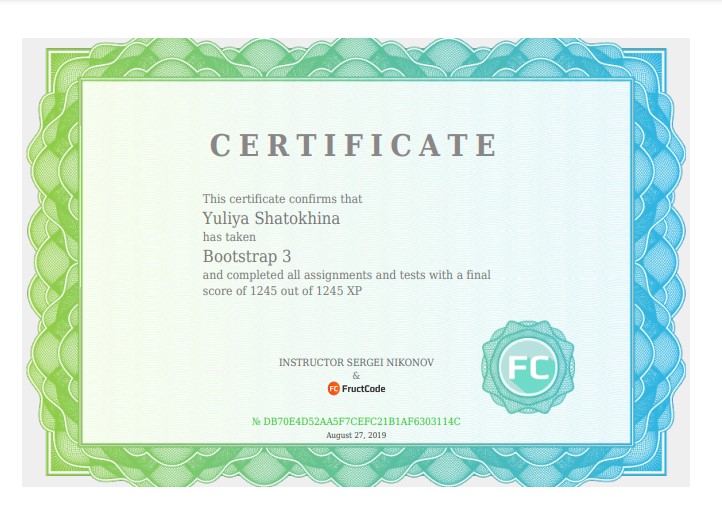 CERTIFICATE
This certificate confirms that
Yuliya Shatokhina
has taken
Bootstrap 3
and completed all assignments and tests with a final
score of 1245 out of 1245 XP
FC
INSTRUCTOR SERGEI NIKONOV
&
FC FructCode
№ DB70E4D52AA5F7CEFC21B1AF6303114C
August 27, 2019